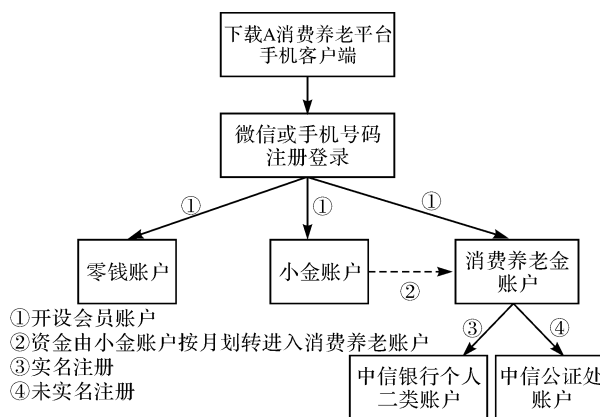 下载A消费养老平台
手机客户端
微信或手机号码
注册登录
①
①
①
零钱账户
小金账户
②
消费养老金
账户
①开设会员账户
②资金由小金账户按月划转进入消费养老账户
③实名注册
④未实名注册
③
④
中信银行个人
二类账户
中信公证处
账户